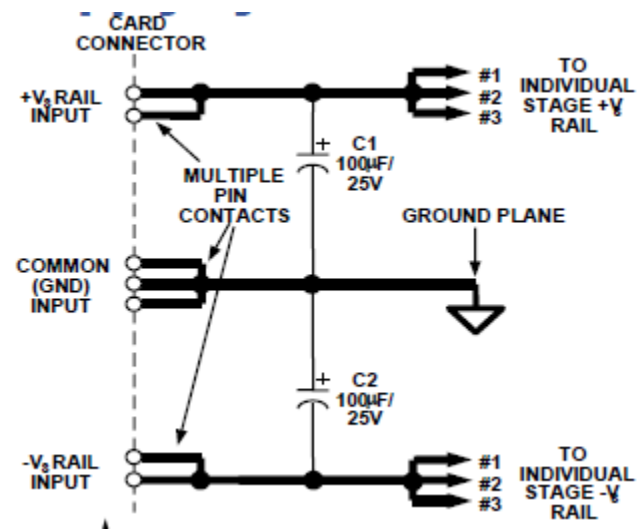 CARD
CONNECTOR
+VS RAIL
INPUT
#1
#2
#3
TO
INDIVIDUAL
STAGE +VS
RAIL
+ C1
100µF/
25V
MULTIPLE
PIN
CONTACTS
GROUND PLANE
COMMON
(GND)
INPUT
+ C2
100µF/
25V
-VS RAIL
INPUT
#1
#2
#3
TO
INDIVIDUAL
STAGE -VS
RAIL